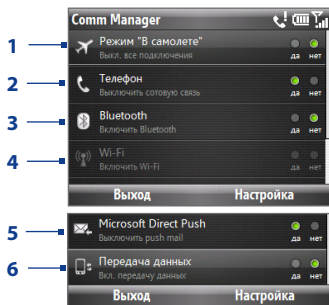 Comm Manager
1 Режим "В самолете"
Выкл. все подключения
да нет
2 Телефон
Выключить сотовую связь
да нет
3 Bluetooth
Включить Bluetooth
да нет
4 Wi-Fi
Включить Wi-Fi
да нет
Выход Настройка
5 Microsoft Direct Push
Выключить push mail
да нет
6 Передача данных
Вкл. передачу данных
да нет
Выход Настройка